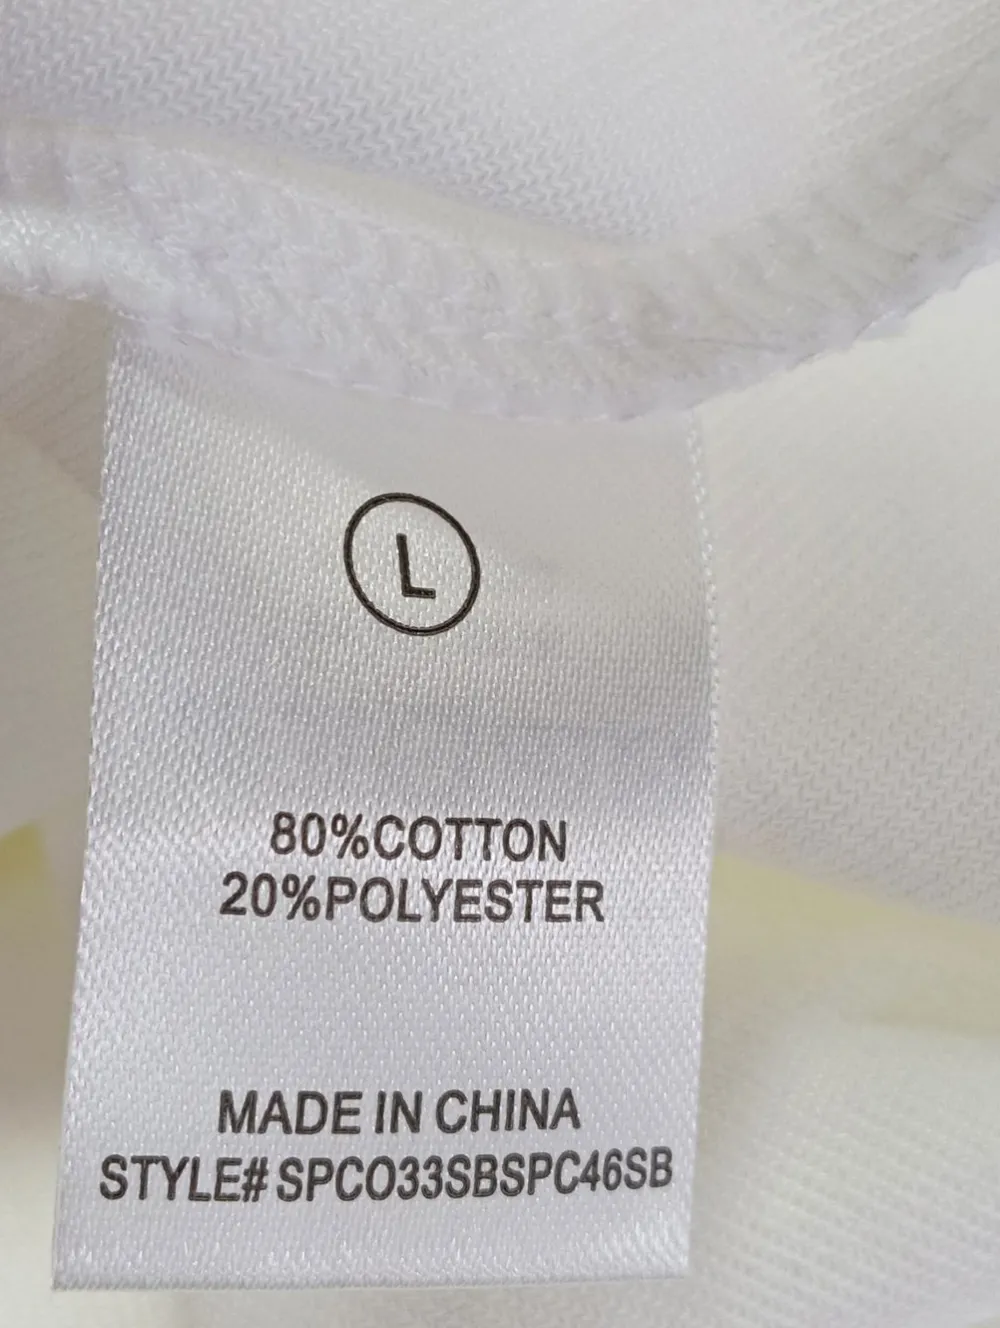 L
80%COTTON
20%POLYESTER
MADE IN CHINA
STYLE# SPCO33SBSPC46SB